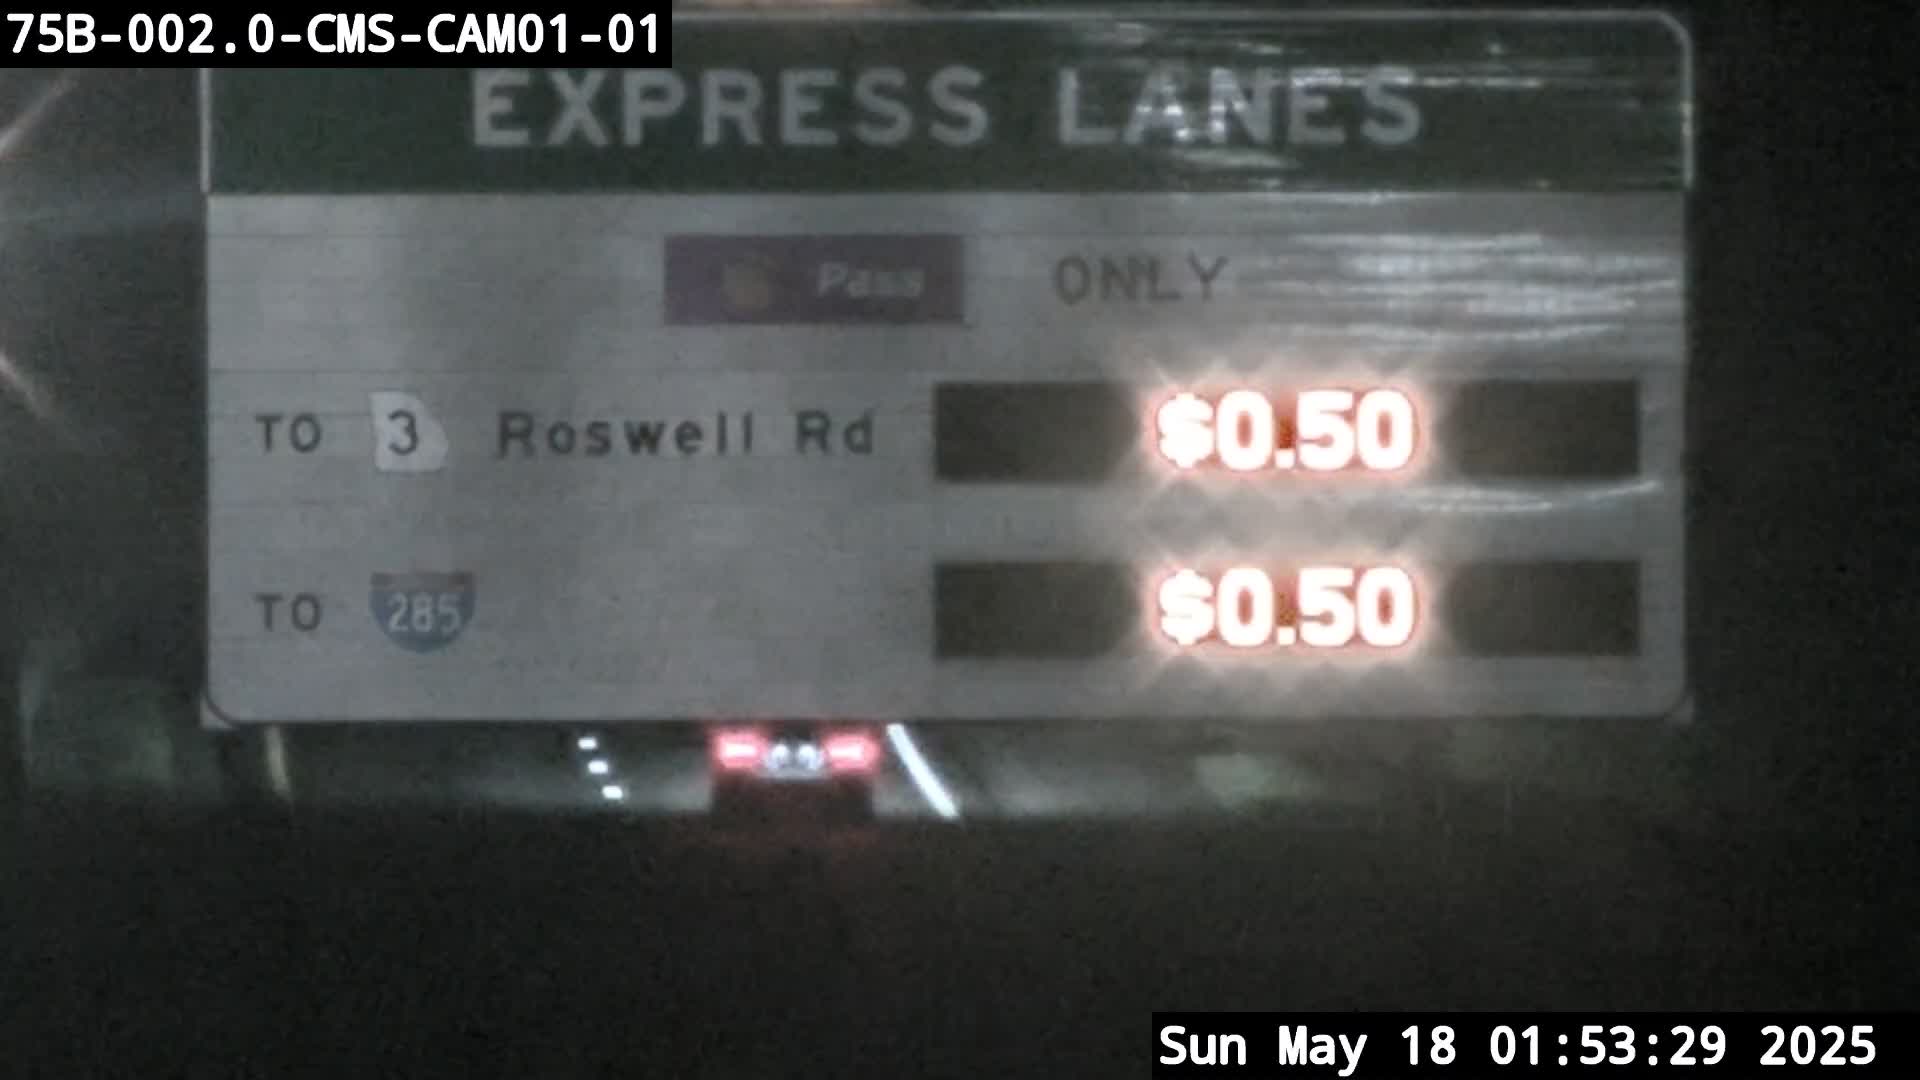 75B-002.0-CMS-CAM01-01
EXPRESS LANES
Pass ONLY
TO 3 Roswell Rd $0.50
TO 285 $0.50
Sun May 18 01:53:29 2025